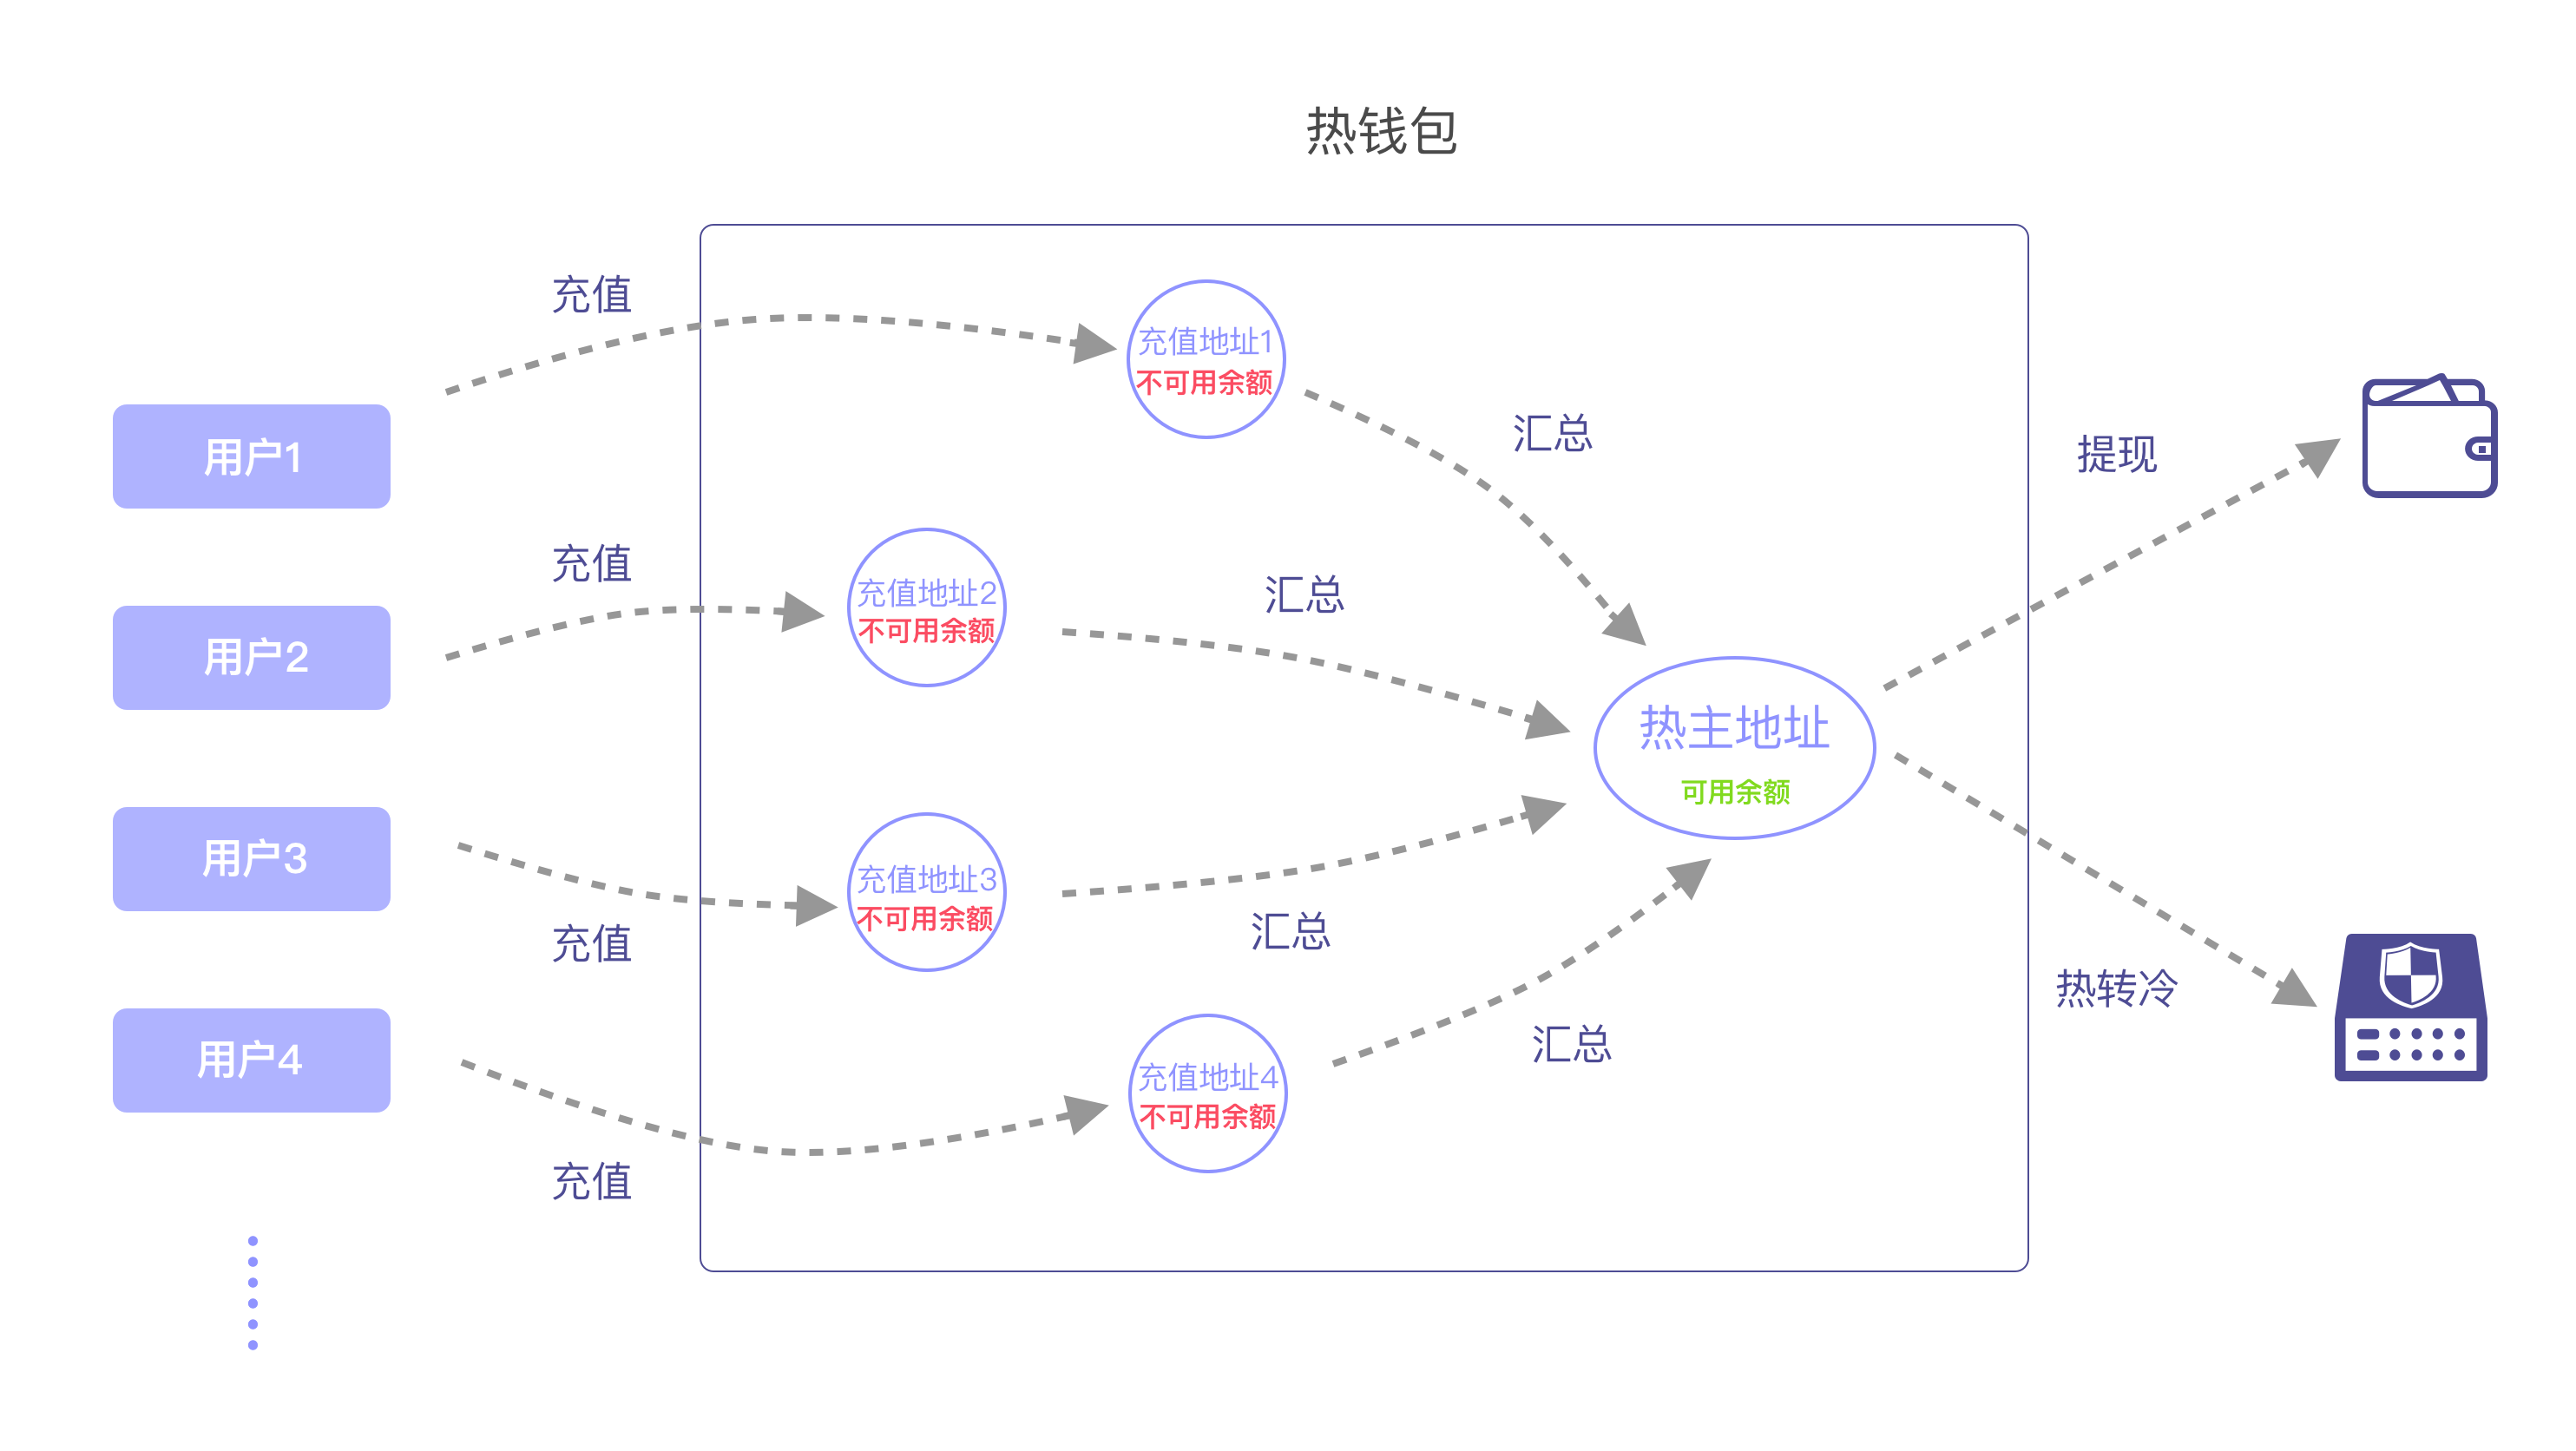 热钱包
充值
充值地址1
不可用余额
汇总
用户1
提现
充值
充值地址2
不可用余额
汇总
用户2
热主地址
可用余额
用户3
充值地址3
不可用余额
充值
汇总
热转冷
用户4
汇总
充值地址4
不可用余额
充值